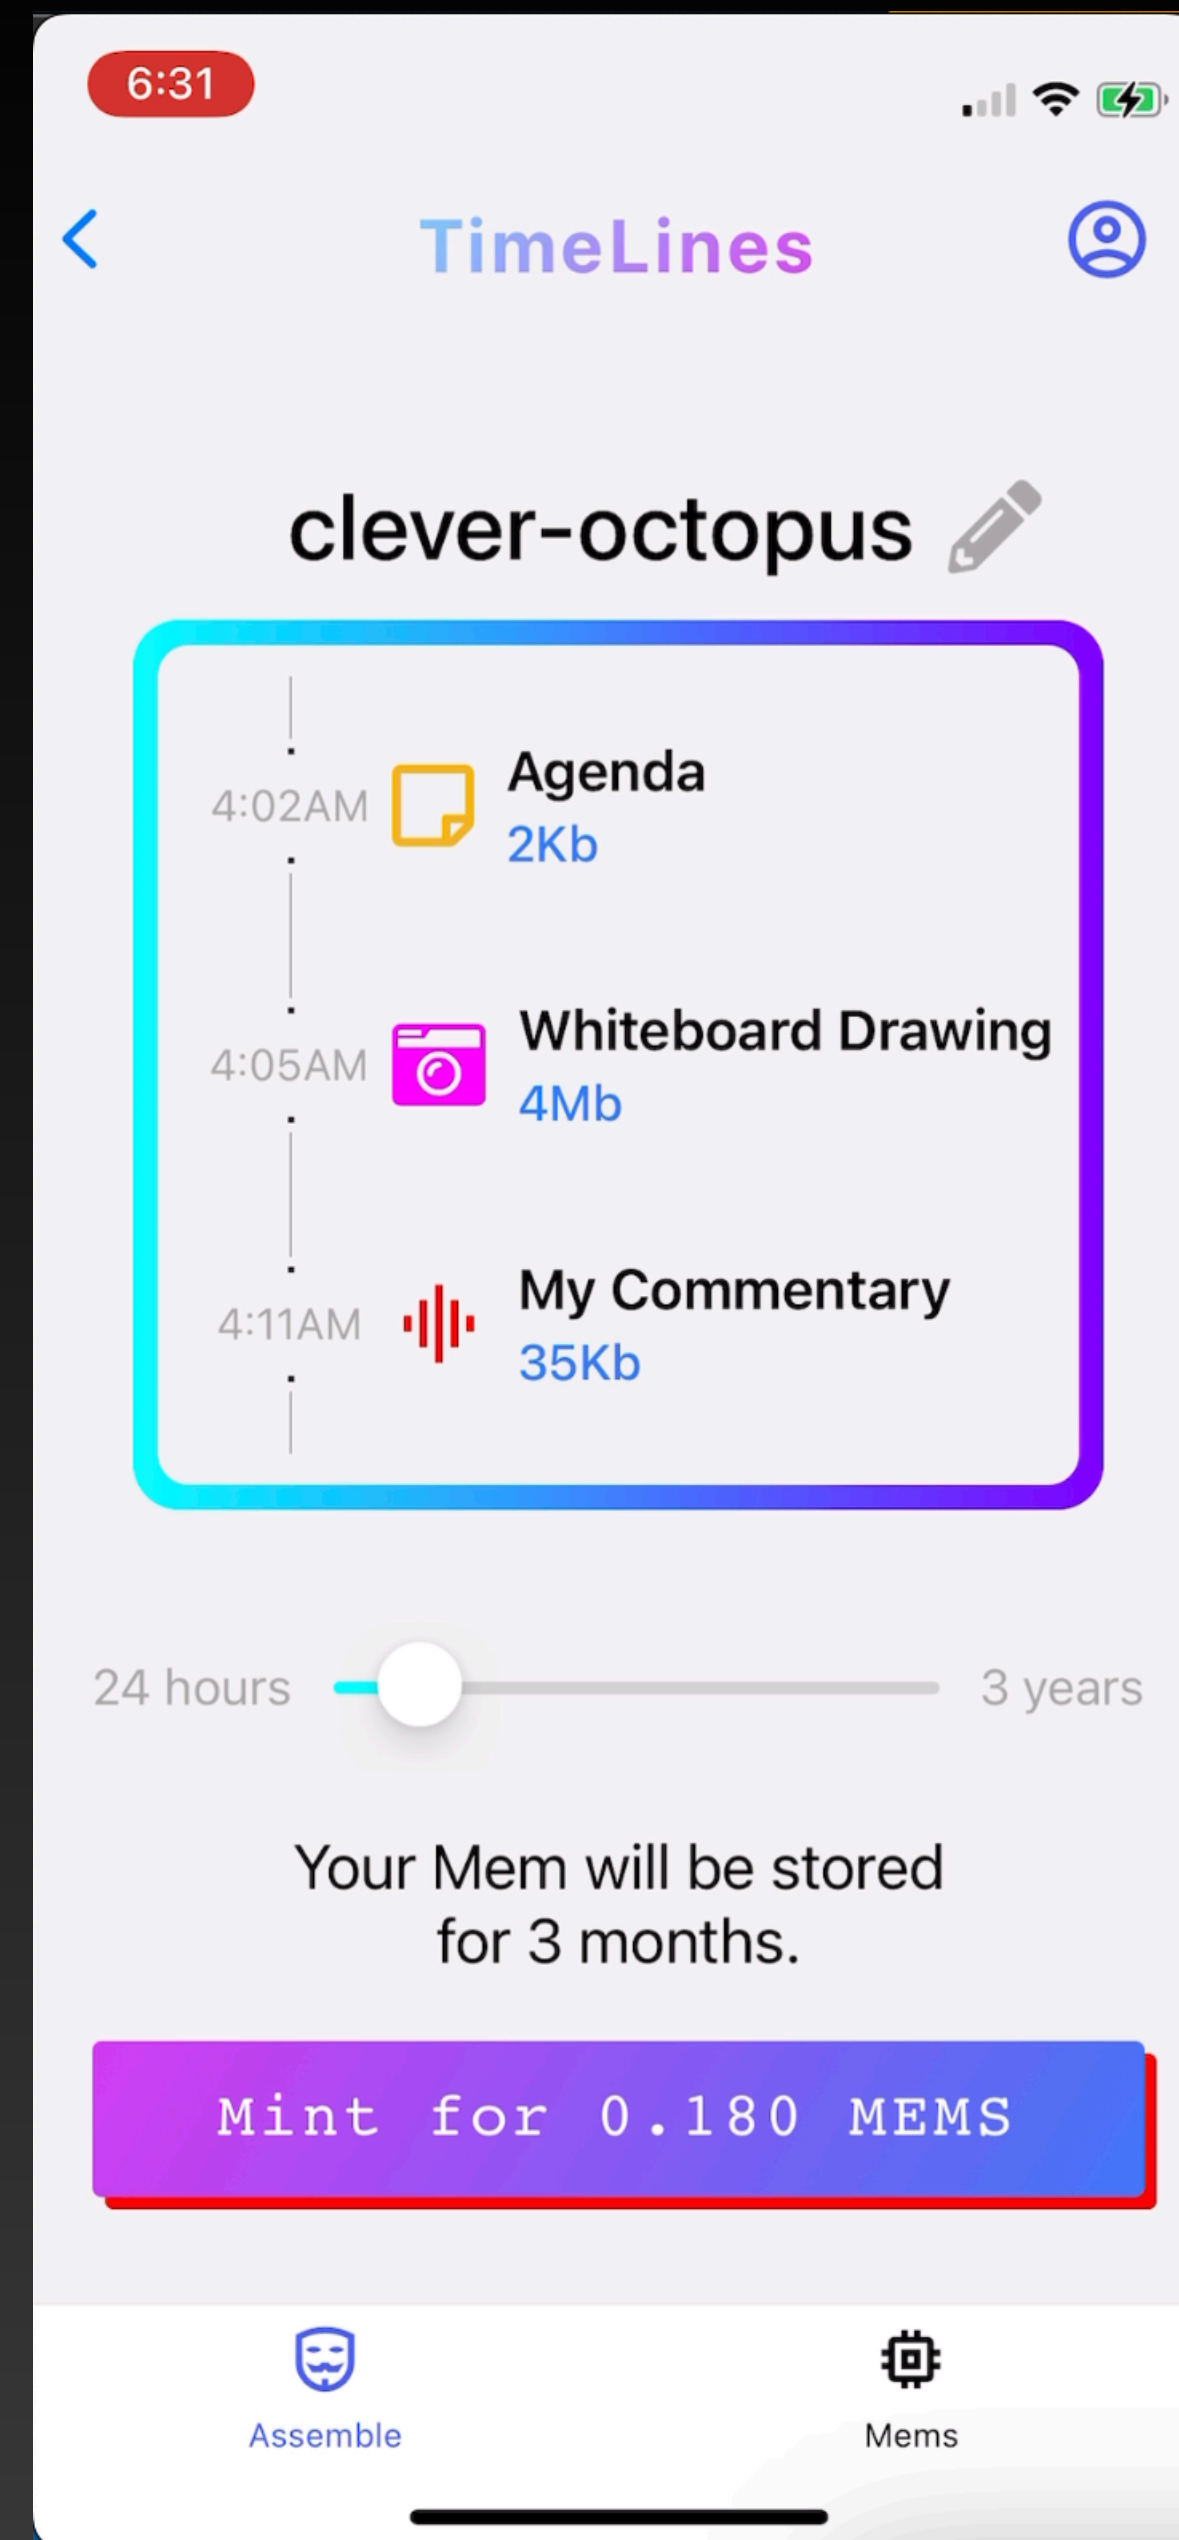 6:31
TimeLines
clever-octopus
4:02AM
Agenda
2Kb
4:05AM
Whiteboard Drawing
4Mb
4:11AM
My Commentary
35Kb
24 hours
3 years
Your Mem will be stored
for 3 months.
Mint for 0.180 MEMS
Assemble
Mems